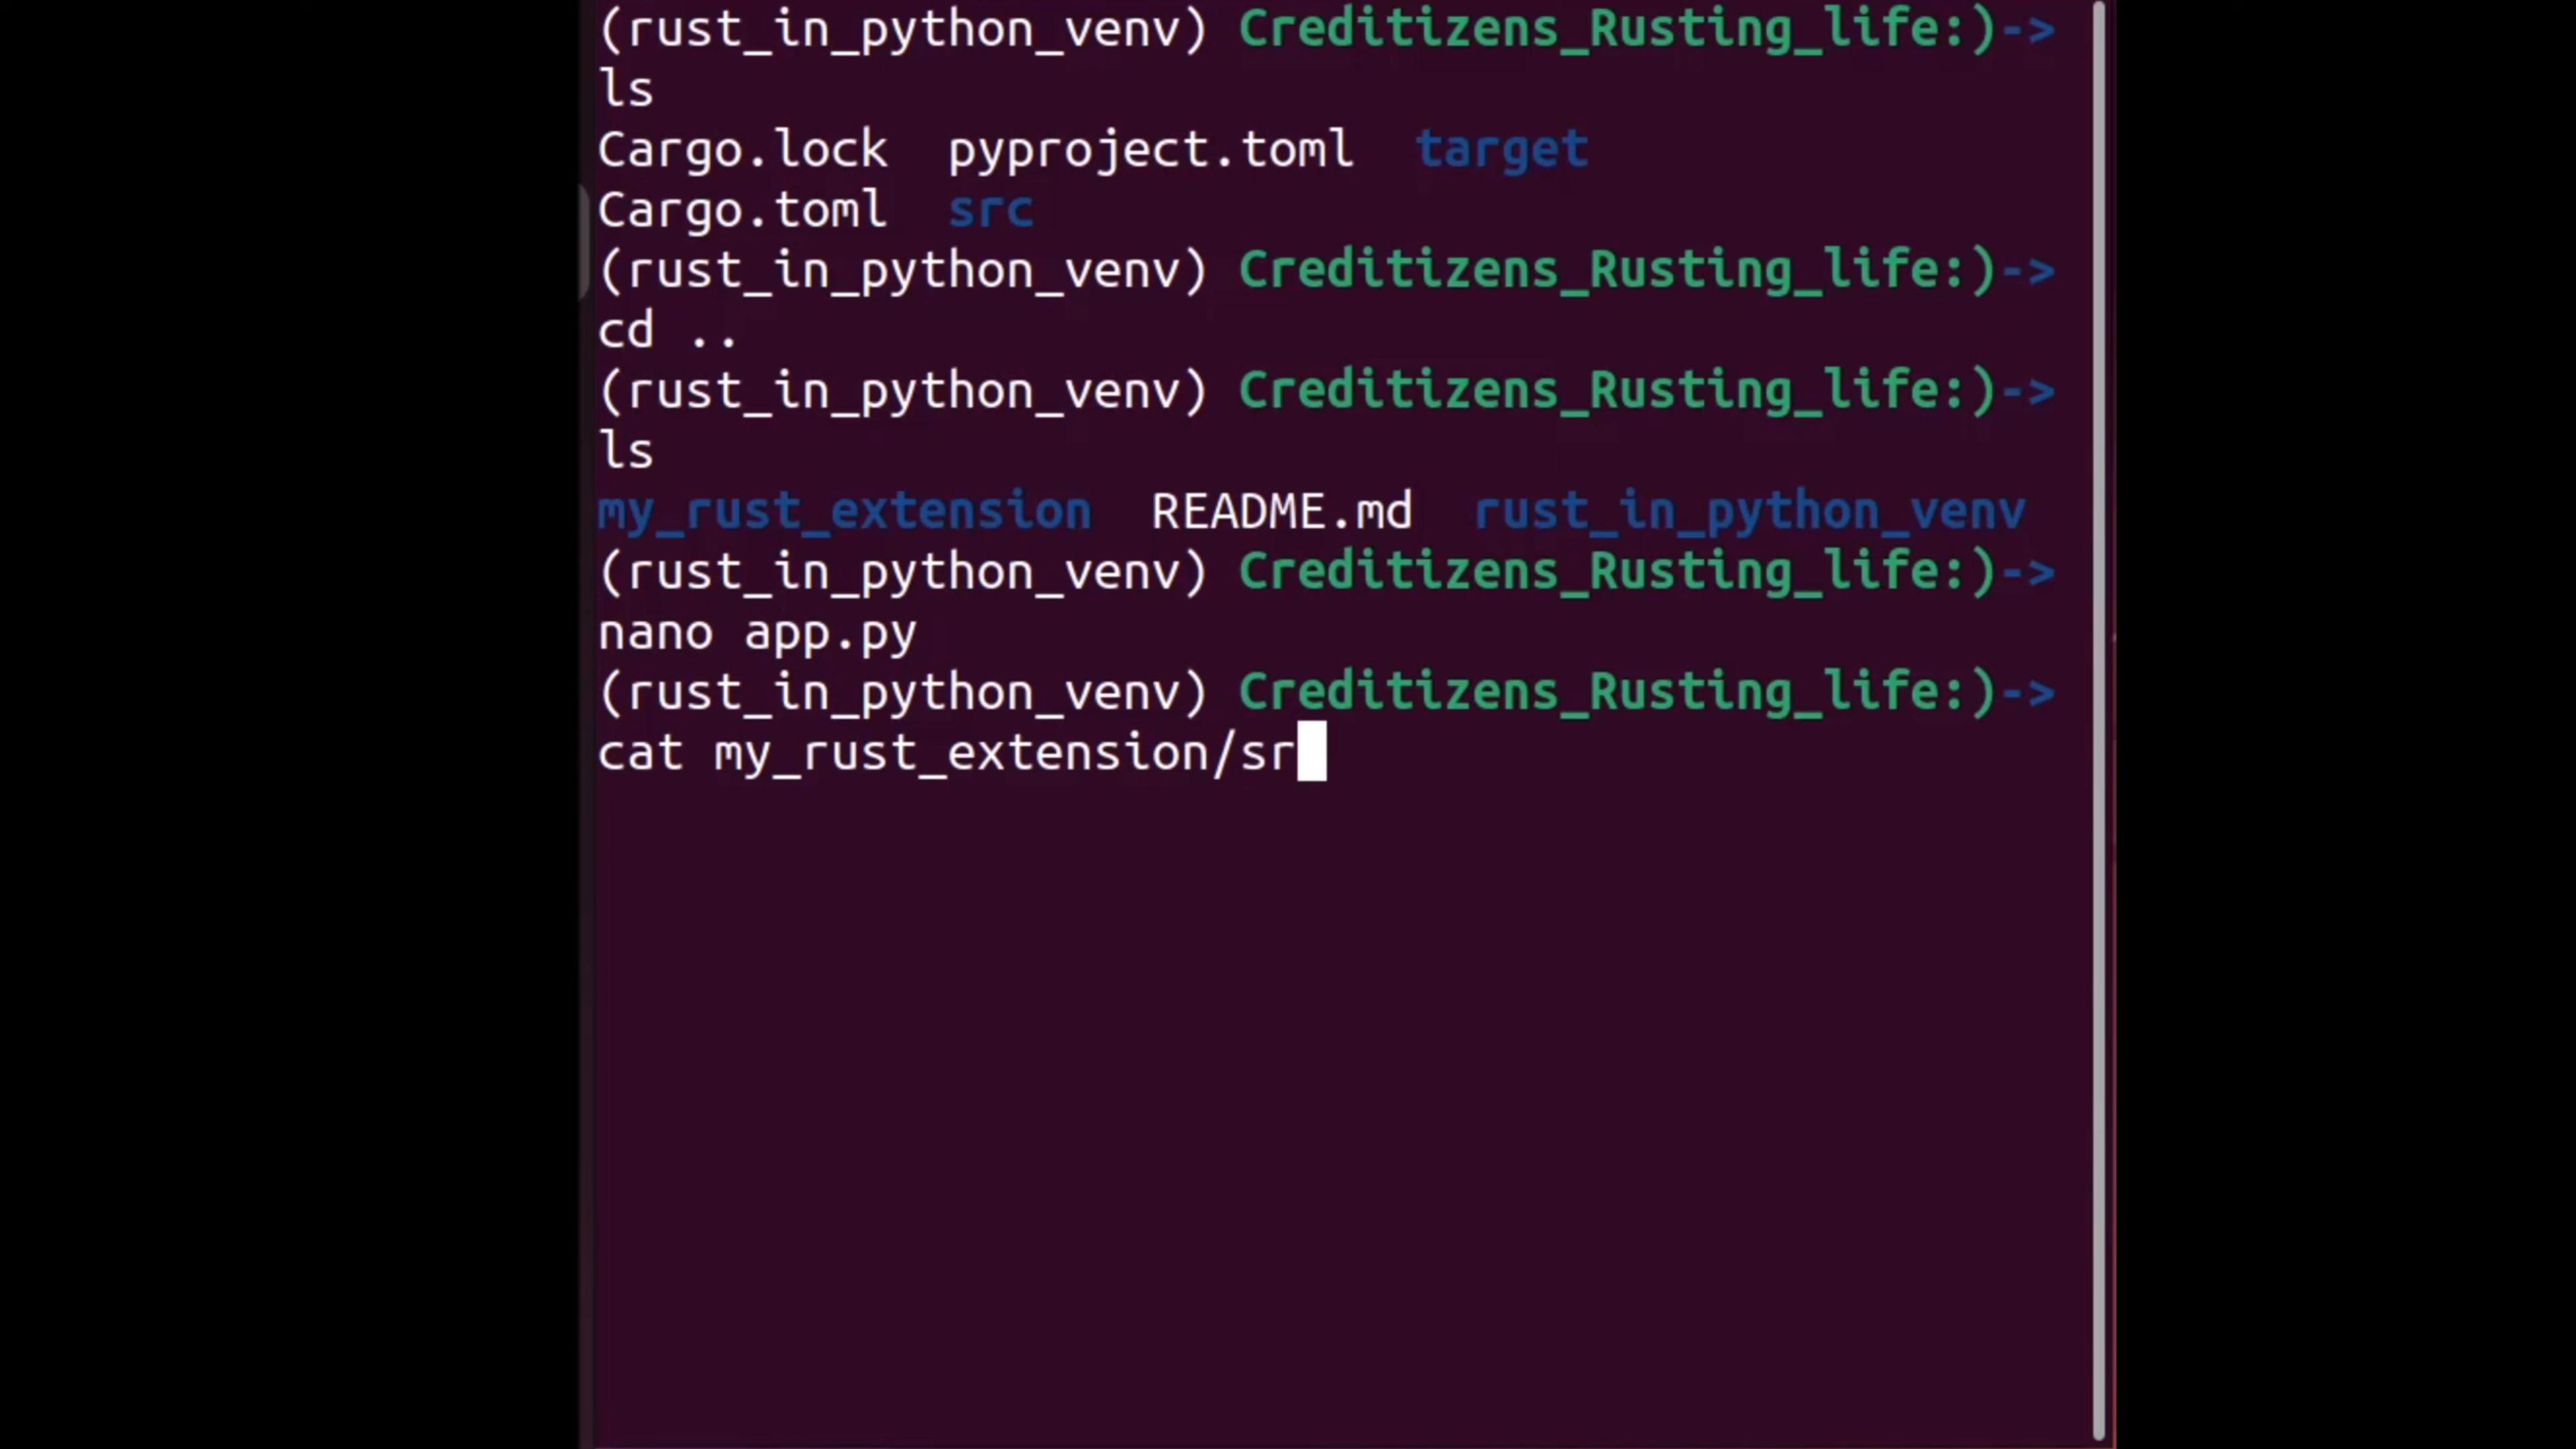 (rust_in_python_venv) Creditizens_Rusting_life:)->
ls
Cargo.lock  pyproject.toml  target
Cargo.toml  src
(rust_in_python_venv) Creditizens_Rusting_life:)->
cd ..
(rust_in_python_venv) Creditizens_Rusting_life:)->
ls
my_rust_extension  README.md  rust_in_python_venv
(rust_in_python_venv) Creditizens_Rusting_life:)->
nano app.py
(rust_in_python_venv) Creditizens_Rusting_life:)->
cat my_rust_extension/sr